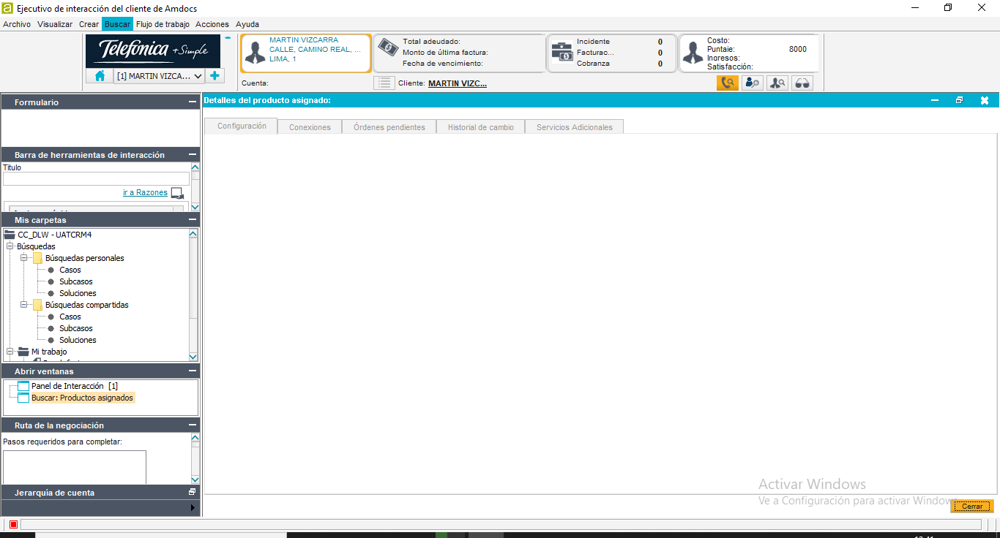 Ejecutivo de interacción del cliente de Amdocs
Archivo Visualizar Crear Buscar Flujo de trabajo Acciones Ayuda
Telefónica +Simple
[1] MARTIN VIZCA...
MARTIN VIZCARRA
CALLE, CAMINO REAL, ...
LIMA, 1
Total adeudado:
Monto de última factura:
Fecha de vencimiento:
Incidente 0
Facturac... 0
Cobranza 0
Costo:
Puntaie: 8000
Inoresos:
Satisfacción:
Cuenta:
Cliente: MARTIN VIZC...
Formulario
Barra de herramientas de interacción
Titulo
ir a Razones
Mis carpetas
CC_DLW - UATCRM4
Búsquedas
Búsquedas personales
Casos
Subcasos
Soluciones
Búsquedas compartidas
Casos
Subcasos
Soluciones
Mi trabajo
Abrir ventanas
Panel de Interacción [1]
Buscar: Productos asignados
Ruta de la negociación
Pasos requeridos para completar:
Jerarquía de cuenta
Detalles del producto asignado:
Configuración Conexiones Órdenes pendientes Historial de cambio Servicios Adicionales
Activar Windows
Ve a Configuración para activar Windows.
Cerrar